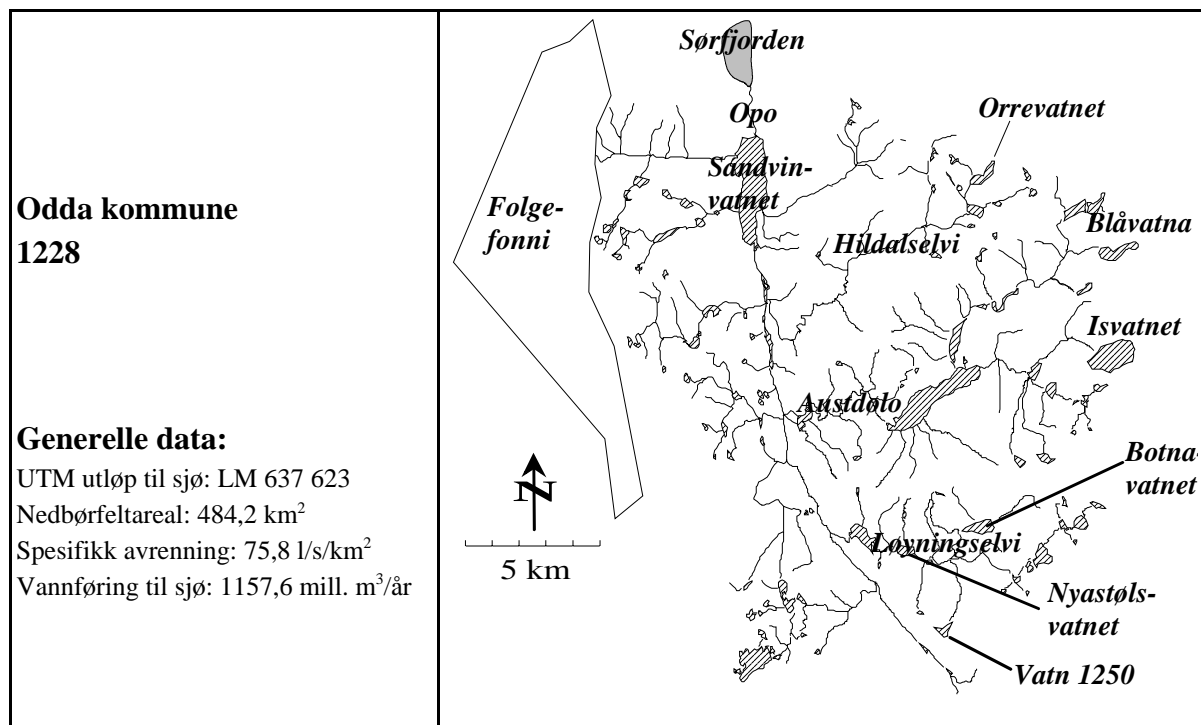 Odda kommune
1228
Generelle data:
UTM utløp til sjø: LM 637 623
Nedbørfeltareal: 484,2 km²
Spesifikk avrenning: 75,8 l/s/km²
Vannføring til sjø: 1157,6 mill. m³/år
Sørfjorden
Opo
Orrevatnet
Sandvin-
vatnet
Folge-
fonni
Blåvatna
Hildalselvi
Isvatnet
Austdølo
Botna-
vatnet
N
Løyningselvi
5 km
Nyastøls-
vatnet
Vatn 1250